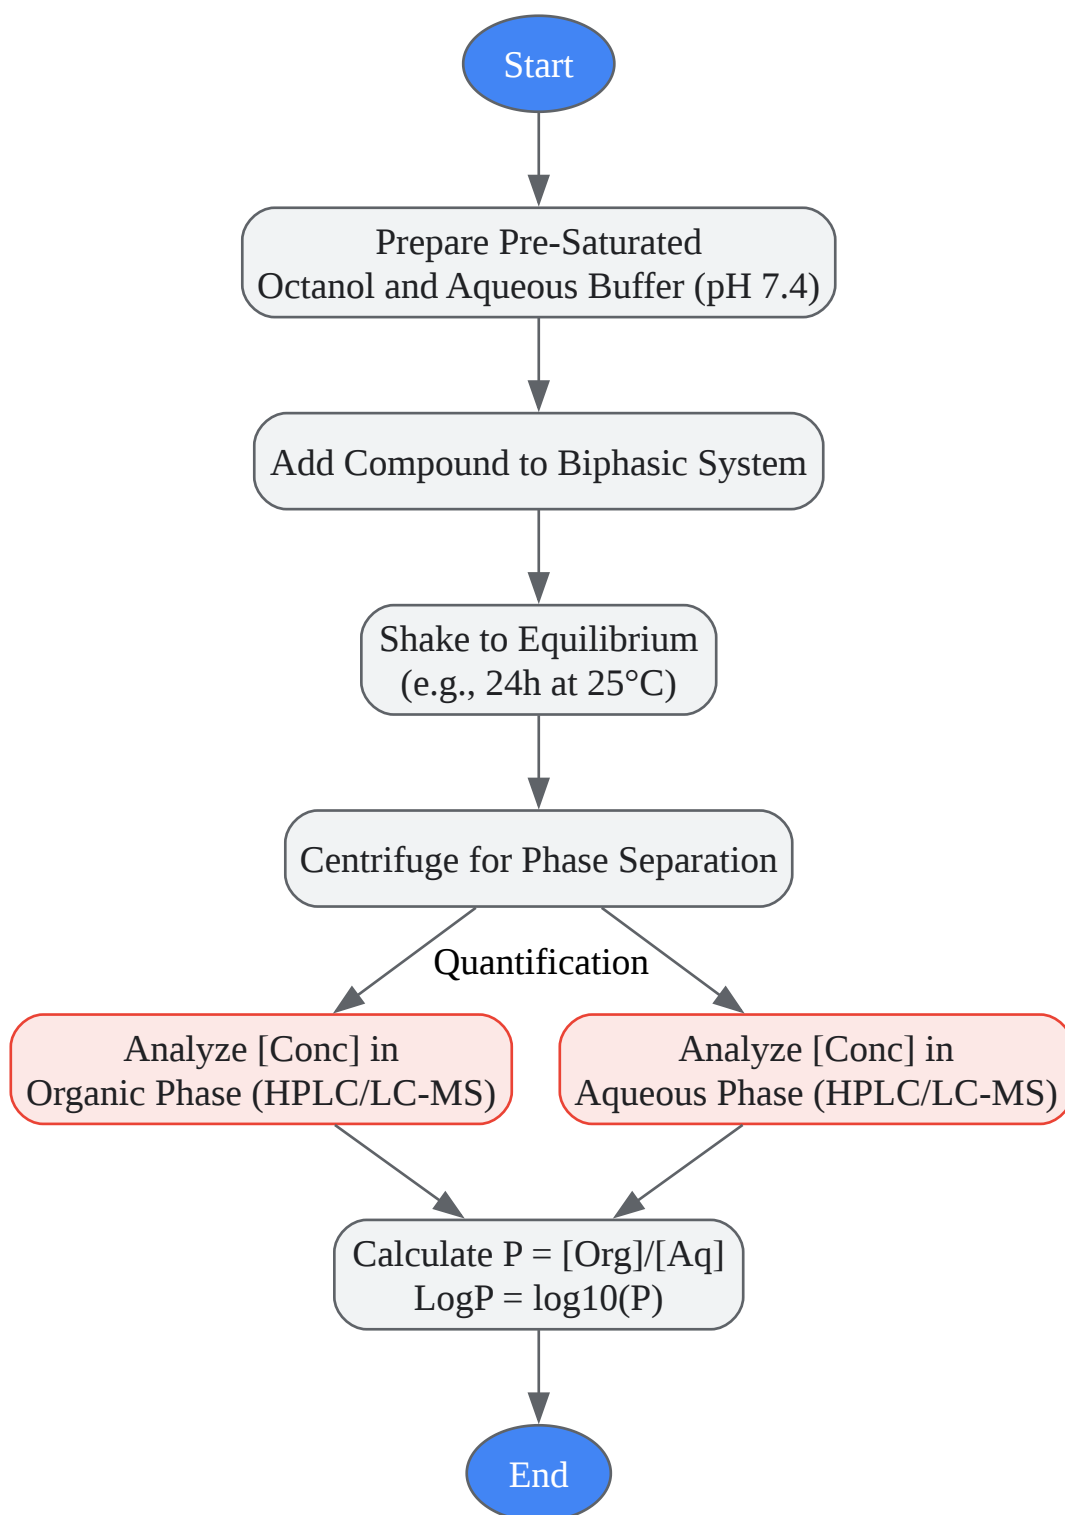 Start
Prepare Pre-Saturated
Octanol and Aqueous Buffer (pH 7.4)
Add Compound to Biphasic System
Shake to Equilibrium
(e.g., 24h at 25°C)
Centrifuge for Phase Separation
Quantification
Analyze [Conc] in
Organic Phase (HPLC/LC-MS)
Analyze [Conc] in
Aqueous Phase (HPLC/LC-MS)
Calculate P = [Org]/[Aq]
LogP = log10(P)
End